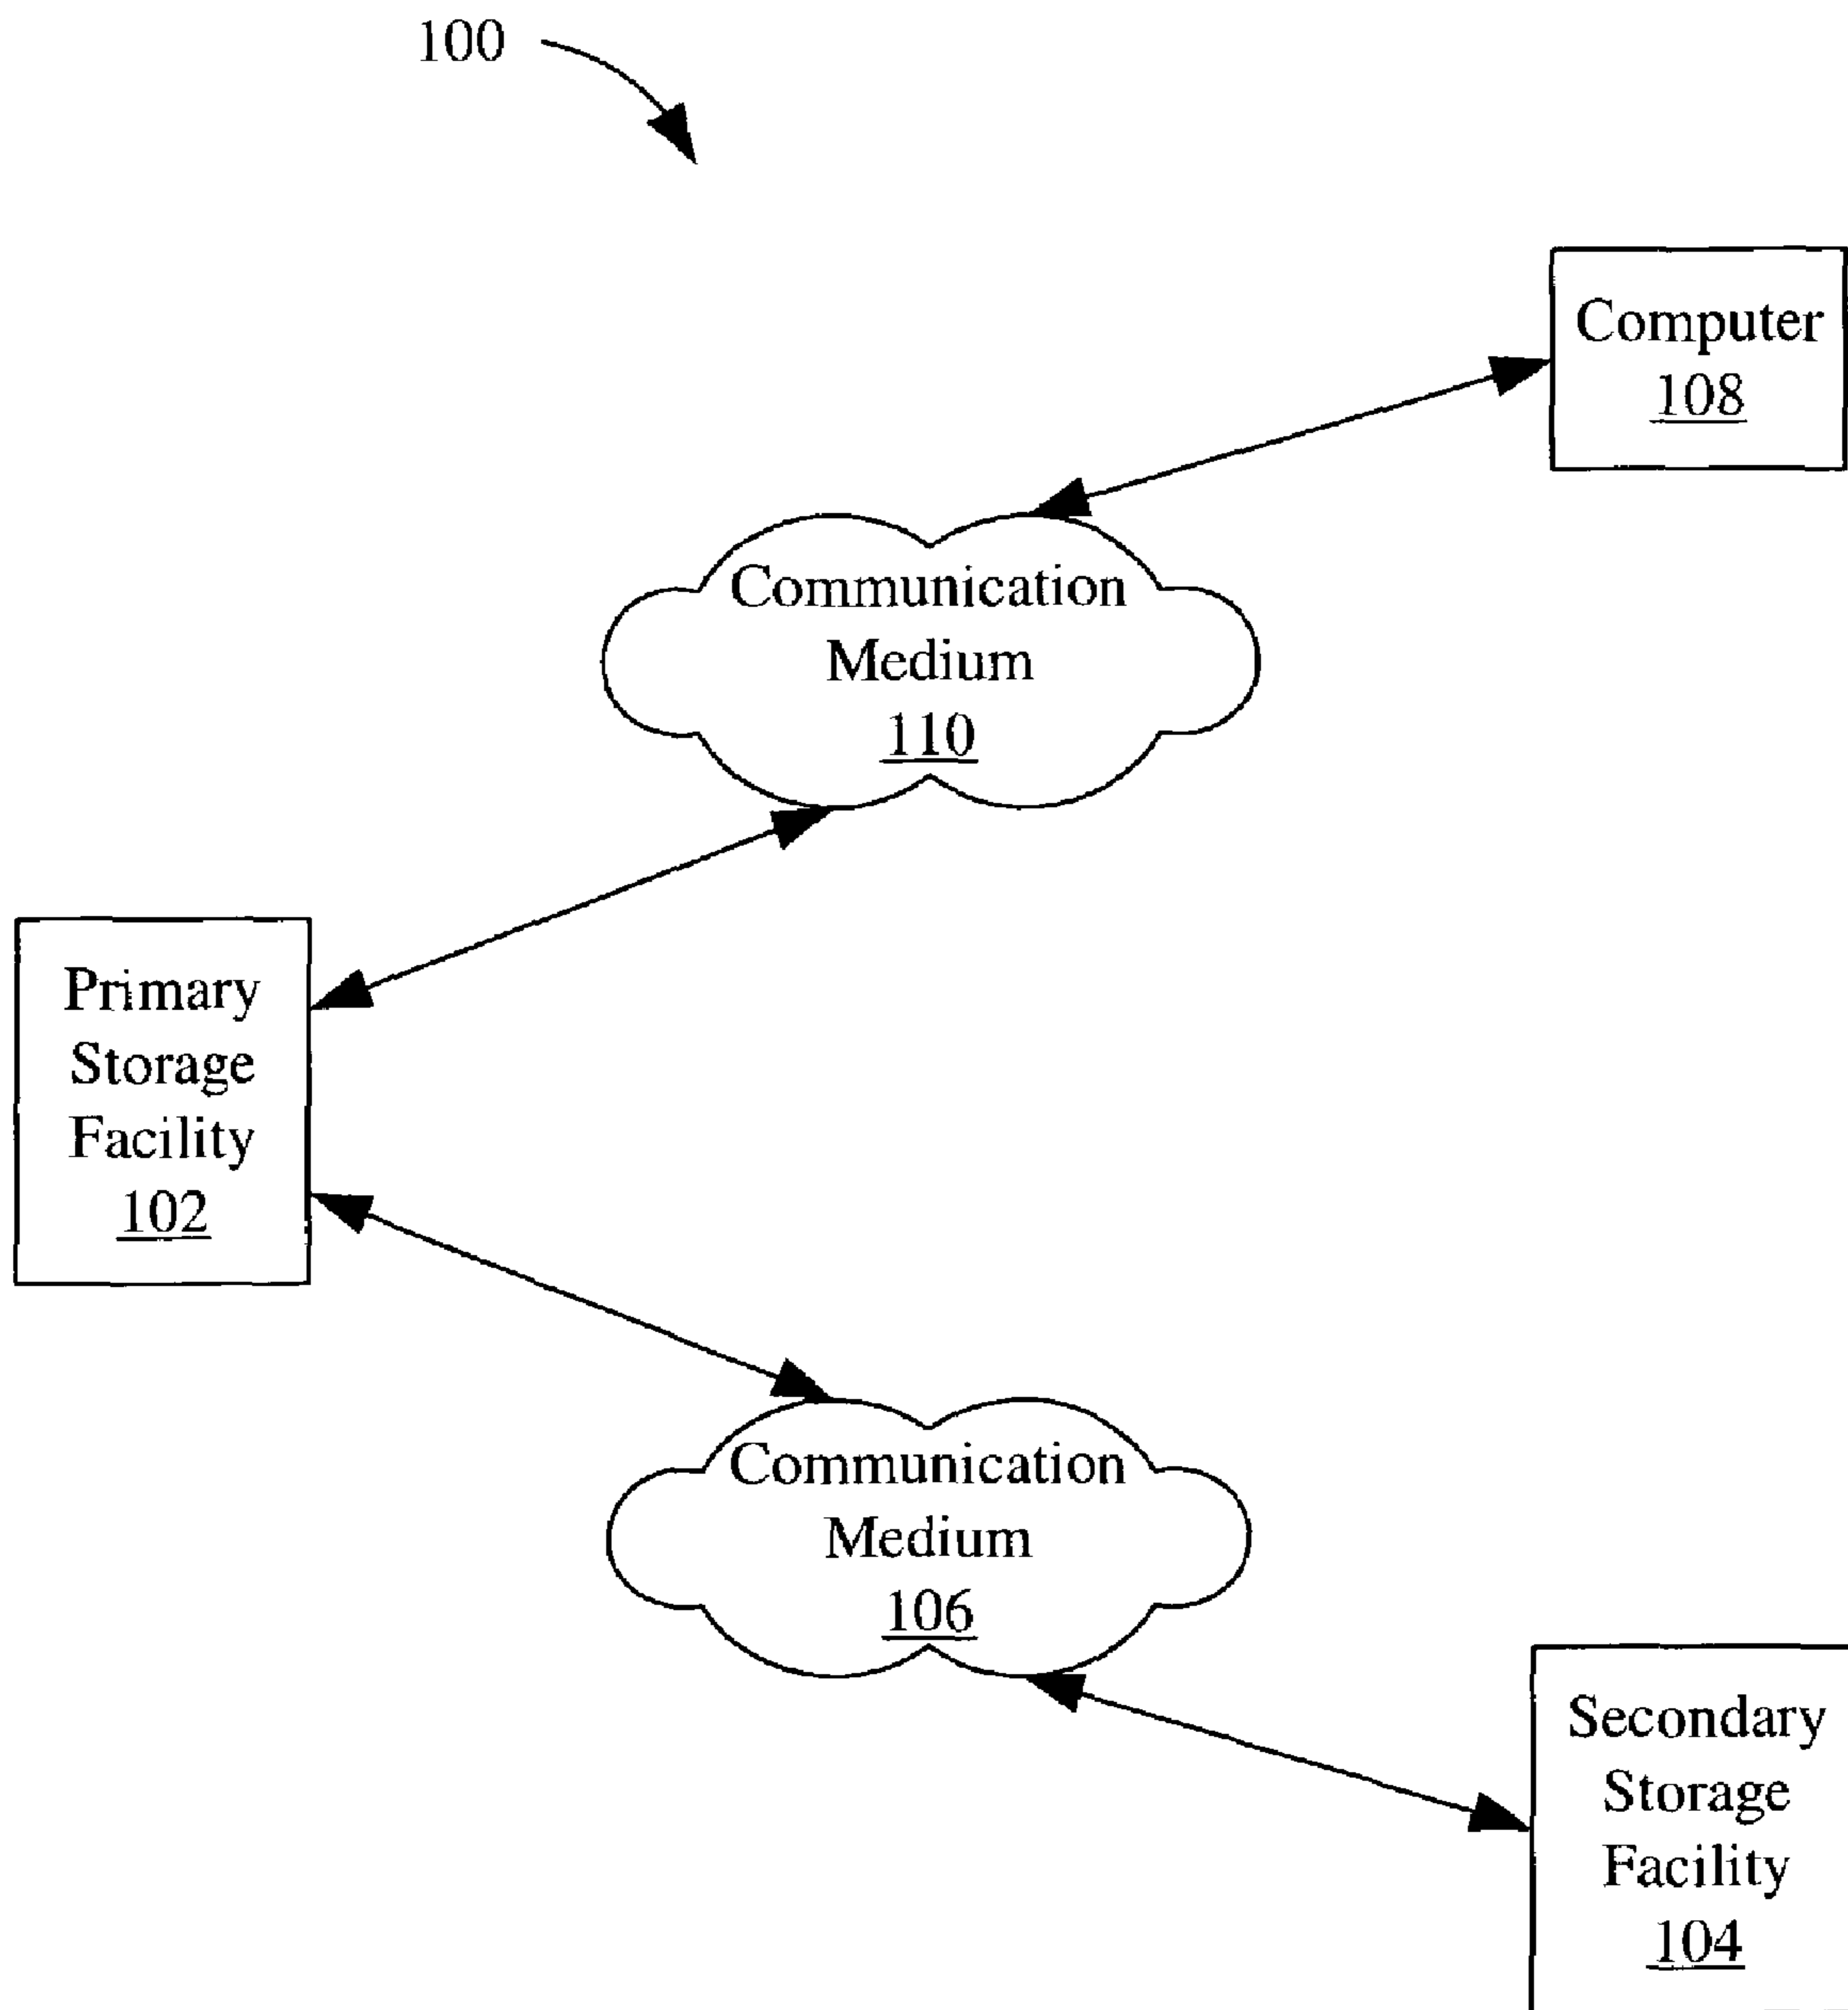 100
Computer
108
Communication
Medium
110
Primary
Storage
Facility
102
Communication
Medium
106
Secondary
Storage
Facility
104